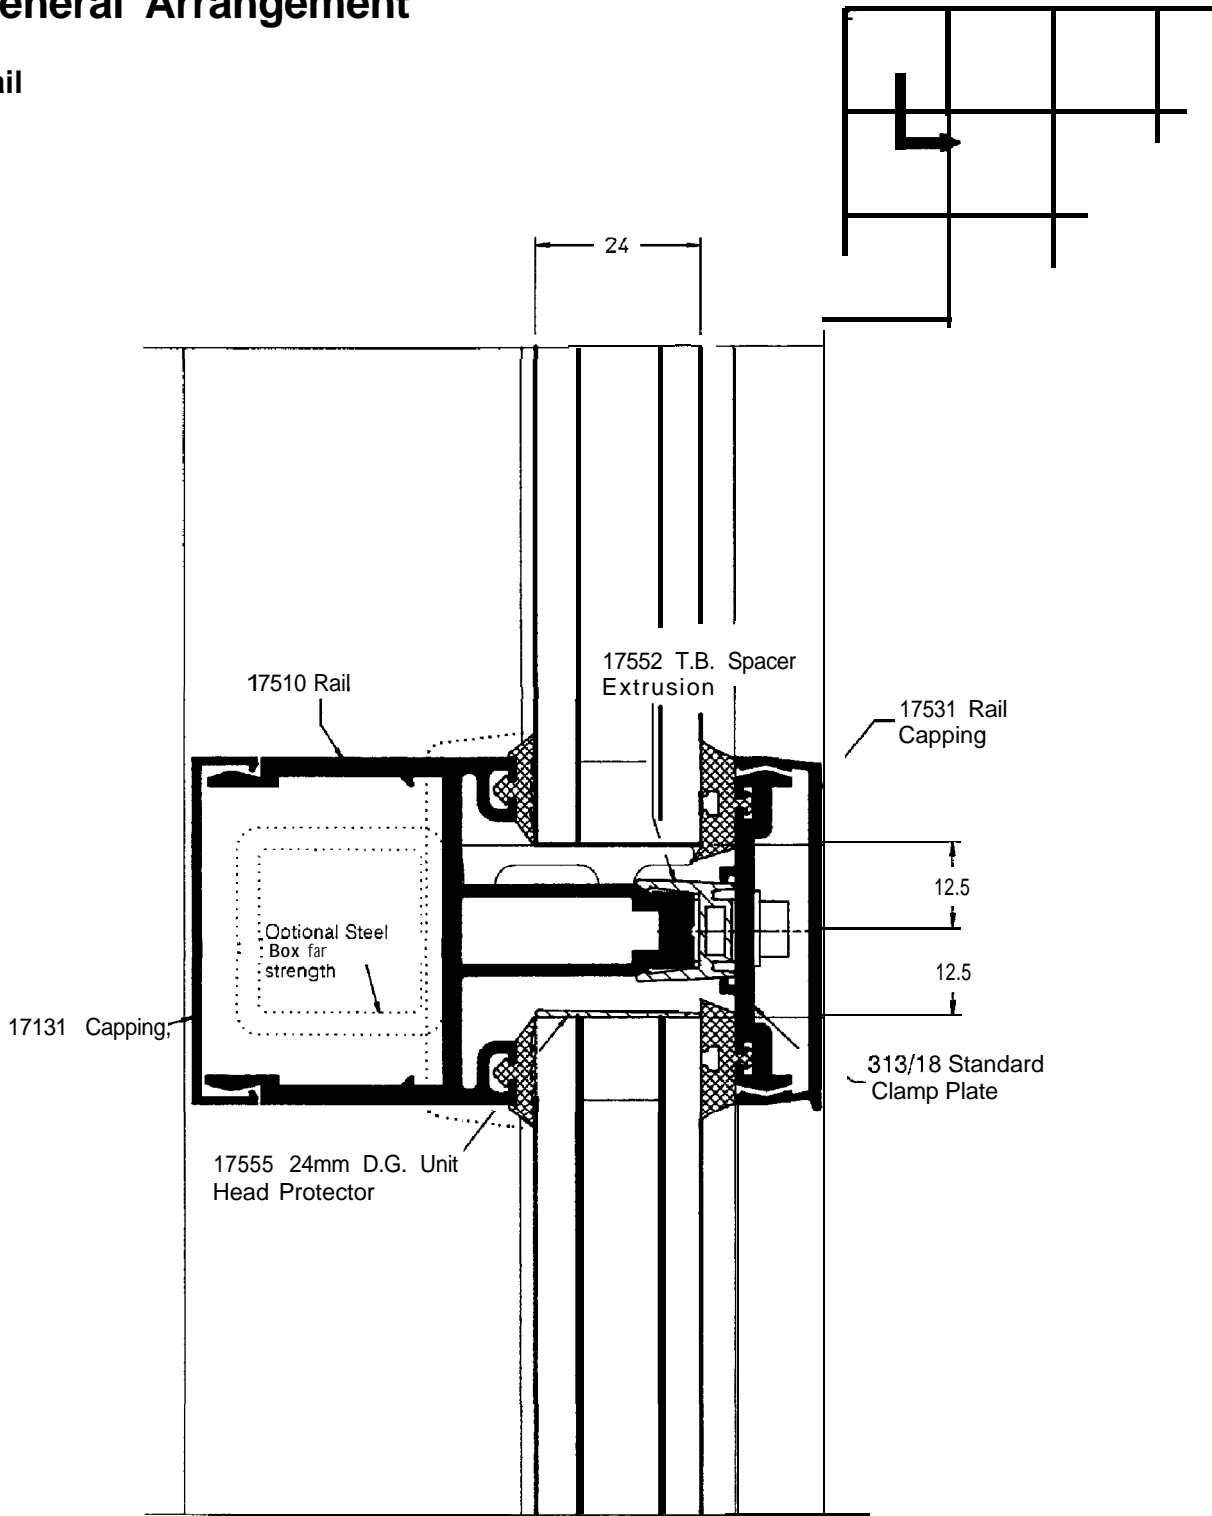 eneral Arrangement
ail
24
17552 T.B. Spacer
Extrusion
17510 Rail
17531 Rail
Capping
12.5
Optional Steel
Box far
strength
12.5
17131 Capping,
313/18 Standard
Clamp Plate
17555 24mm D.G. Unit
Head Protector